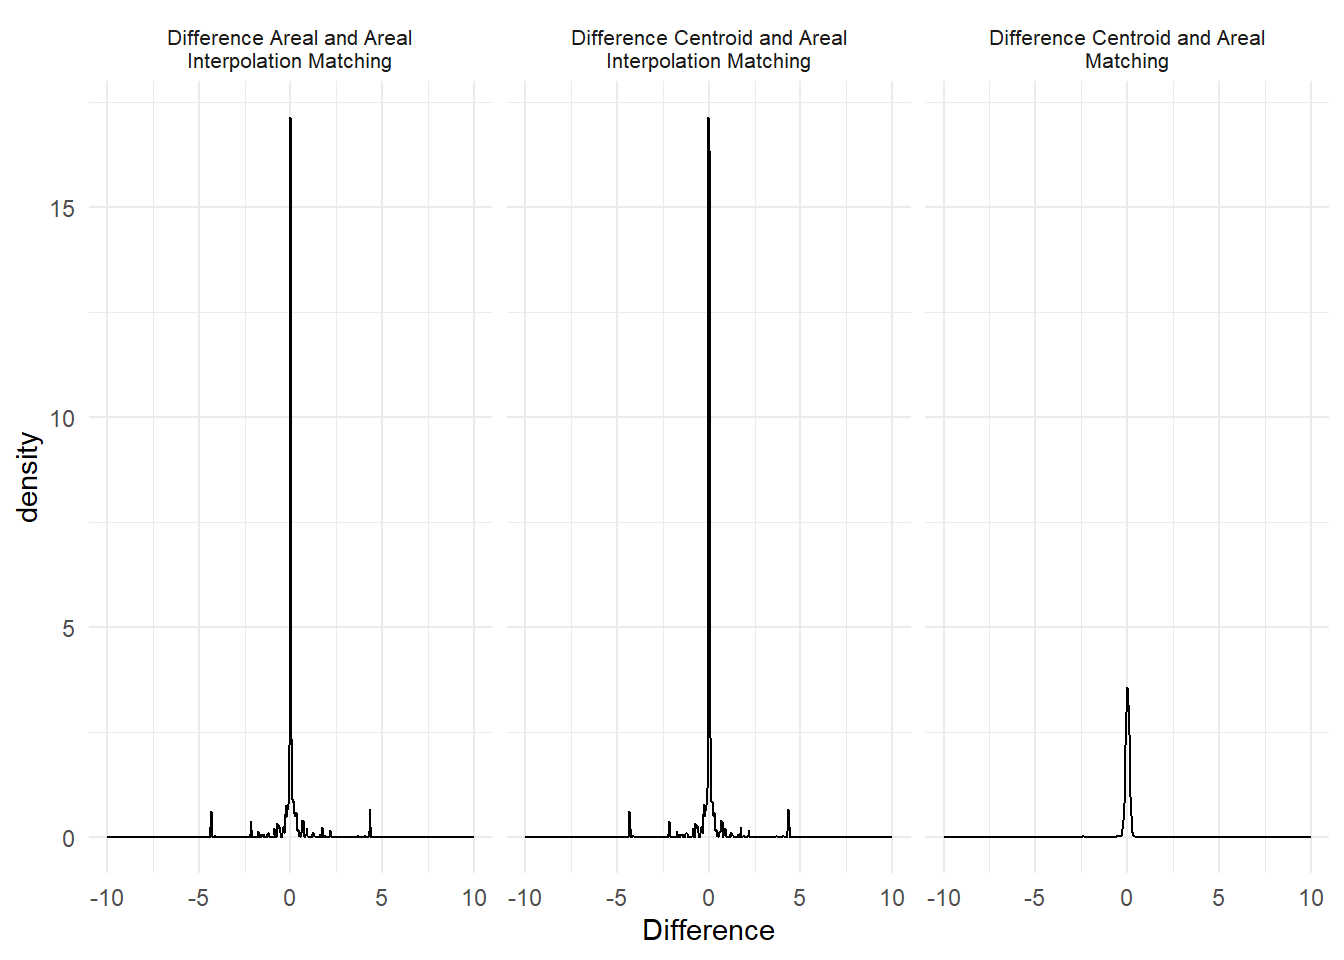 Difference Areal and Areal
Interpolation Matching
Difference Centroid and Areal
Interpolation Matching
Difference Centroid and Areal
Matching
15
10
5
0
density
-10 -5 0 5 10
-10 -5 0 5 10
-10 -5 0 5 10
Difference